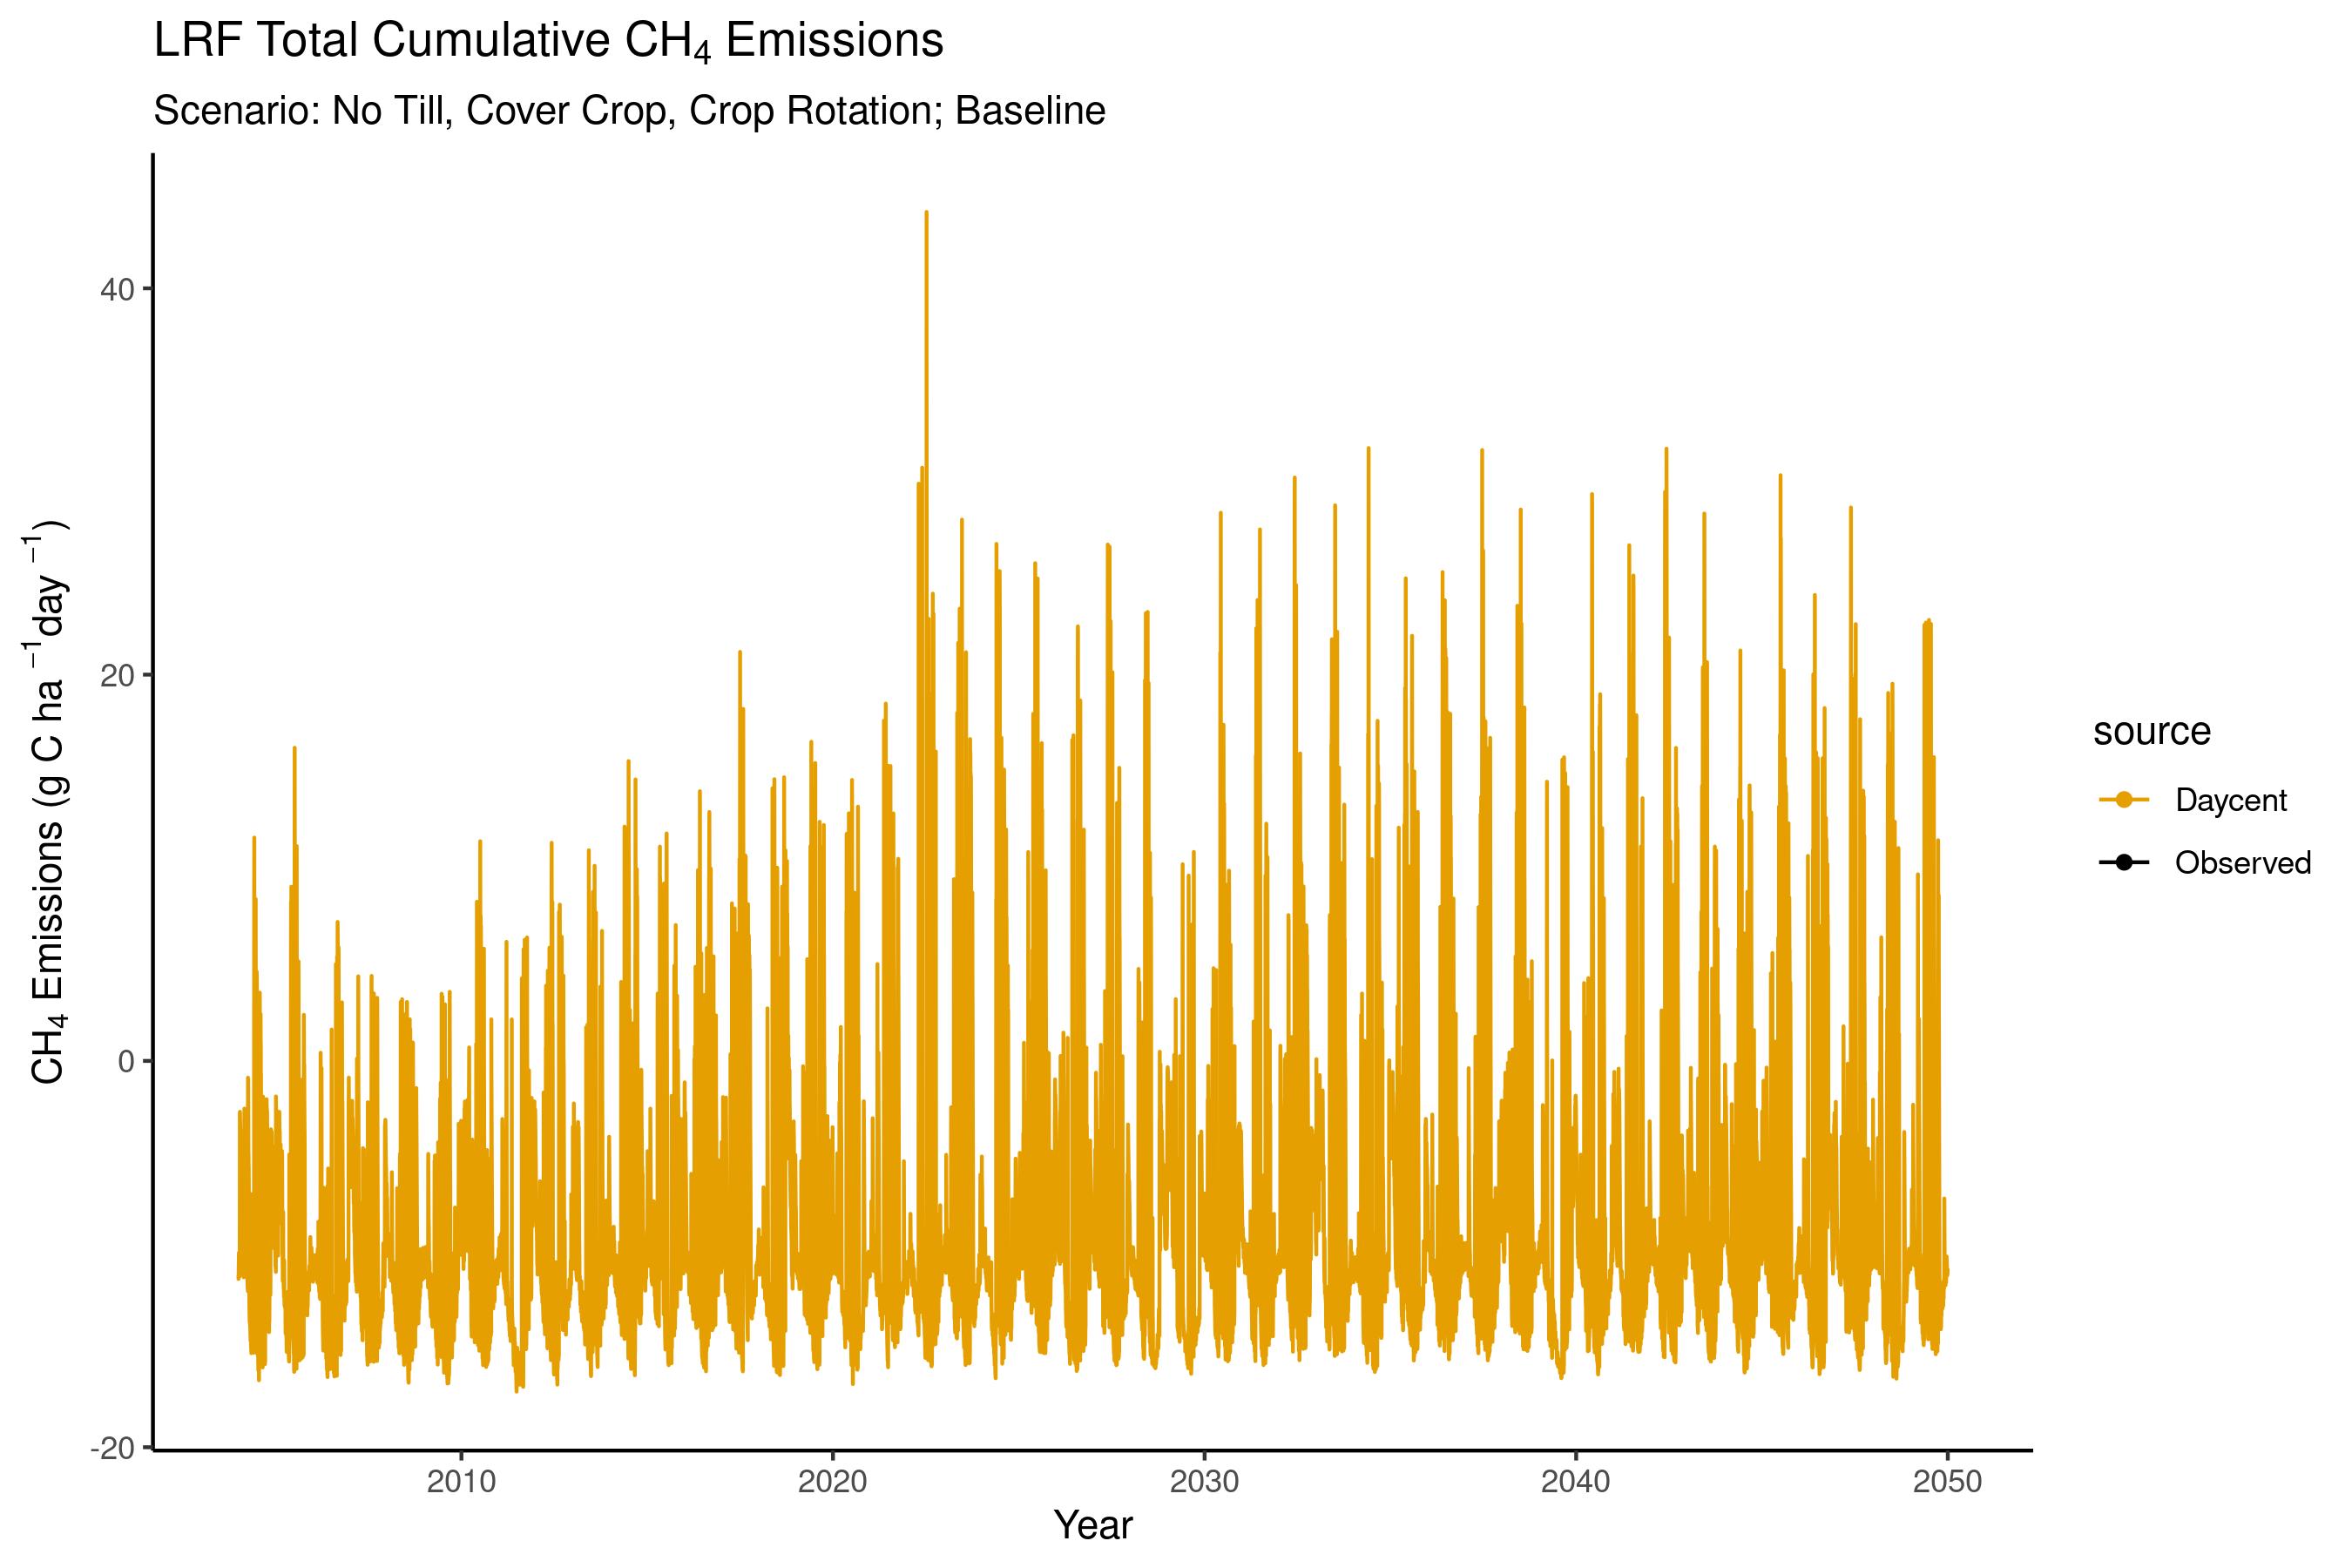 LRF Total Cumulative CH₄ Emissions
Scenario: No Till, Cover Crop, Crop Rotation; Baseline
CH₄ Emissions (g C ha ⁻¹day ⁻¹)
40
20
0
-20
2010 2020 2030 2040 2050
Year
source
Daycent
Observed